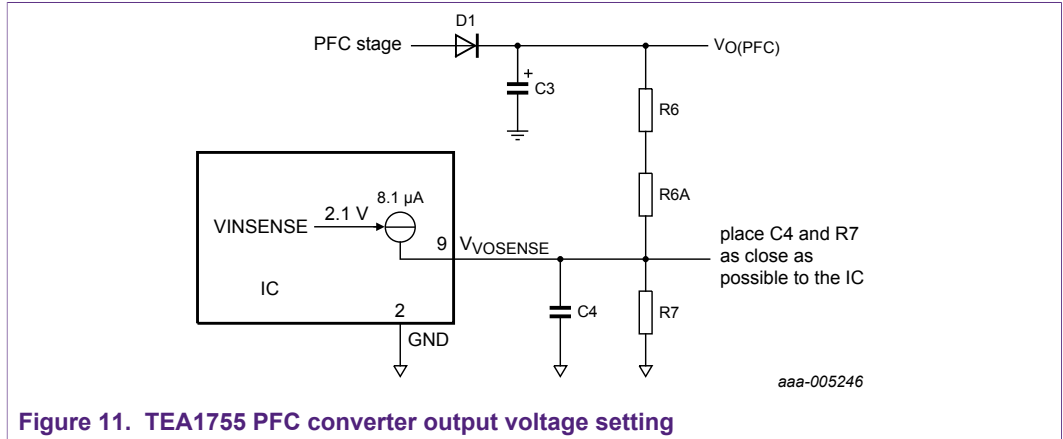 D1
PFC stage
VO(PFC)
+
C3
R6
R6A
8.1 µA
VINSENSE
2.1 V
9
VVOSENSE
place C4 and R7
as close as
possible to the IC
IC
C4
R7
2
GND
aaa-005246
Figure 11. TEA1755 PFC converter output voltage setting